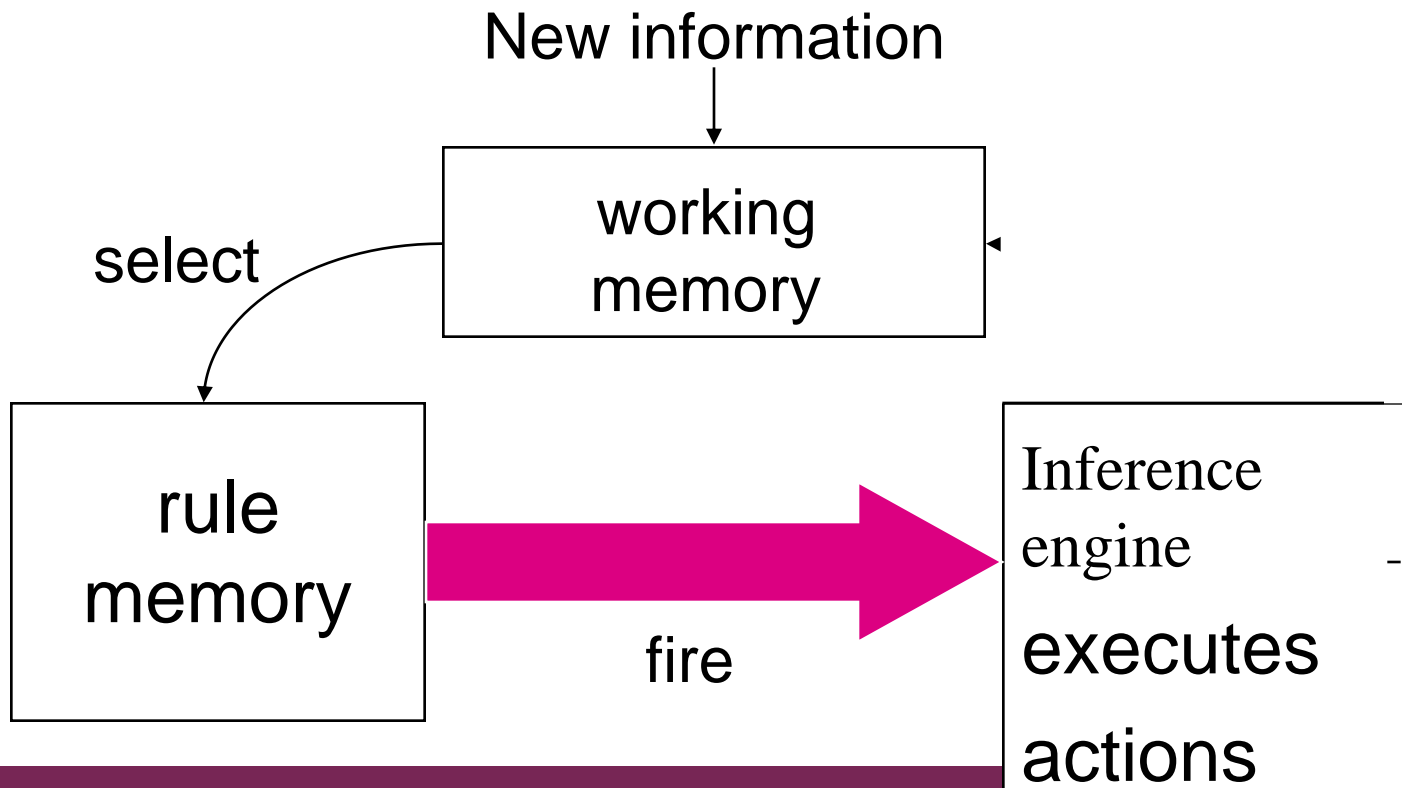 New information
working
memory
select
rule
memory
fire
Inference
engine
executes
actions